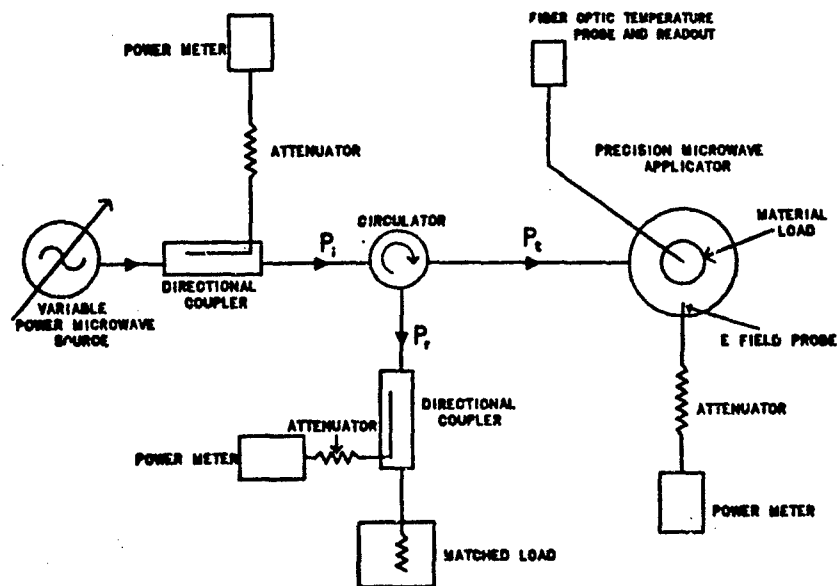 FIBER OPTIC TEMPERATURE
PROBE AND READOUT
POWER METER
ATTENUATOR
PRECISION MICROWAVE
APPLICATOR
CIRCULATOR
MATERIAL
LOAD
Pi
Pt
DIRECTIONAL
COUPLER
VARIABLE
POWER MICROWAVE
SOURCE
Pr
E FIELD PROBE
DIRECTIONAL
COUPLER
ATTENUATOR
ATTENUATOR
POWER METER
POWER METER
MATCHED LOAD